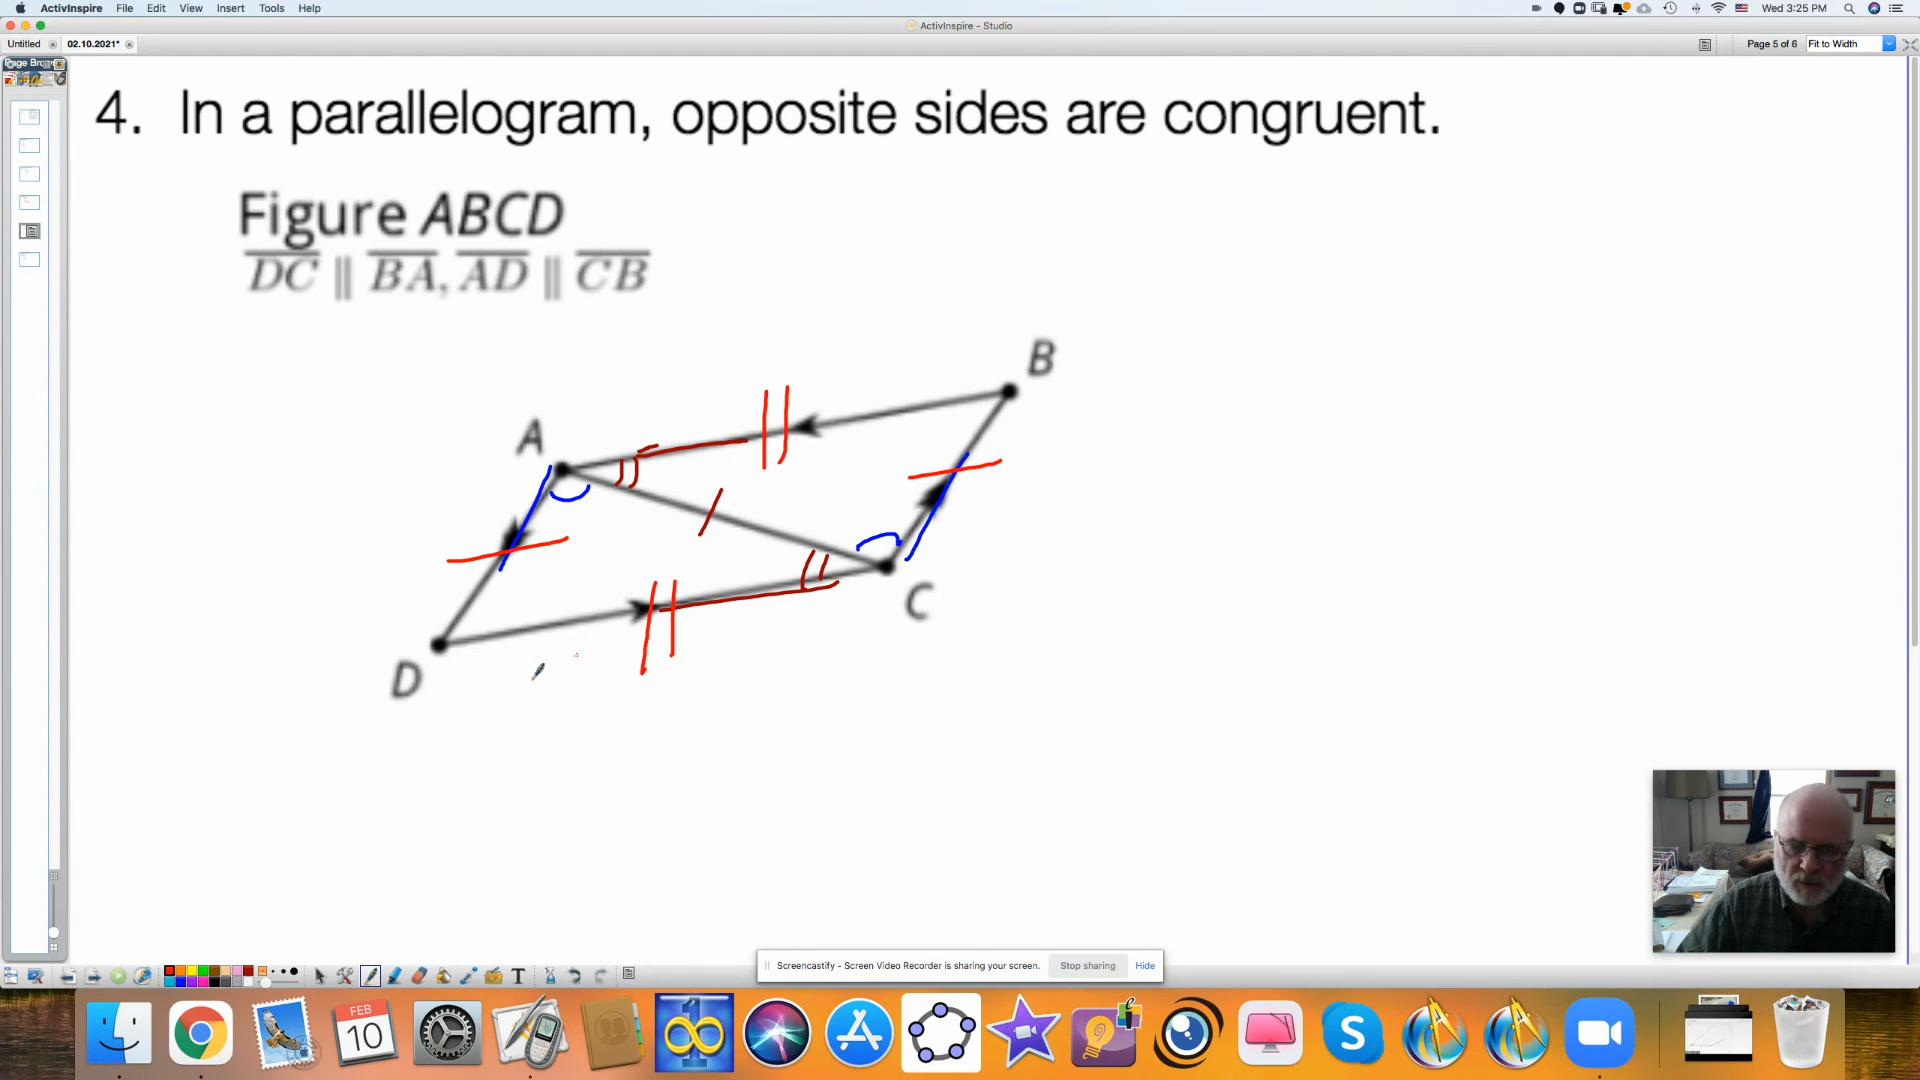 ActivInspire File Edit View Insert Tools Help Wed 3:25 PM
ActivInspire - Studio
Untitled 02.10.2021* Page 5 of 6 Fit to Width
4. In a parallelogram, opposite sides are congruent.
Figure ABCD
DC || BA, AD || CB
B
A
C
D
Screencastify - Screen Video Recorder is sharing your screen. Stop sharing Hide
T
FEB
10
1
S